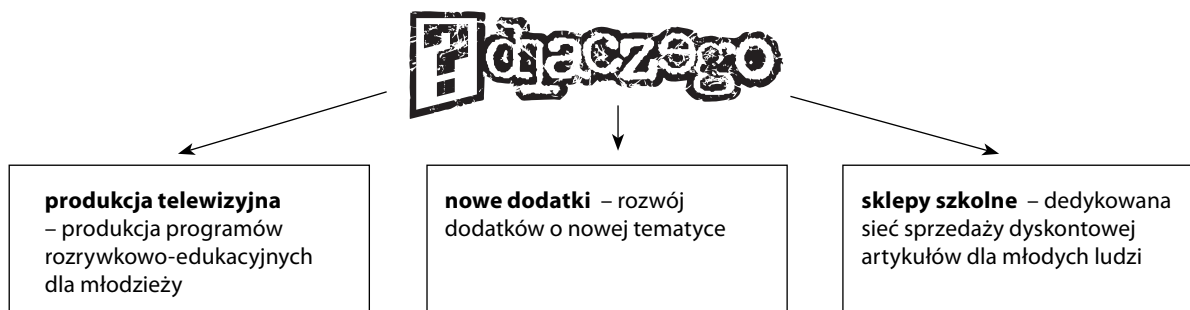 ? dlaczego
produkcja telewizyjna
– produkcja programów
rozrywkowo-edukacyjnych
dla młodzieży
nowe dodatki – rozwój
dodatków o nowej tematyce
sklepy szkolne – dedykowana
sieć sprzedaży dyskontowej
artykułów dla młodych ludzi